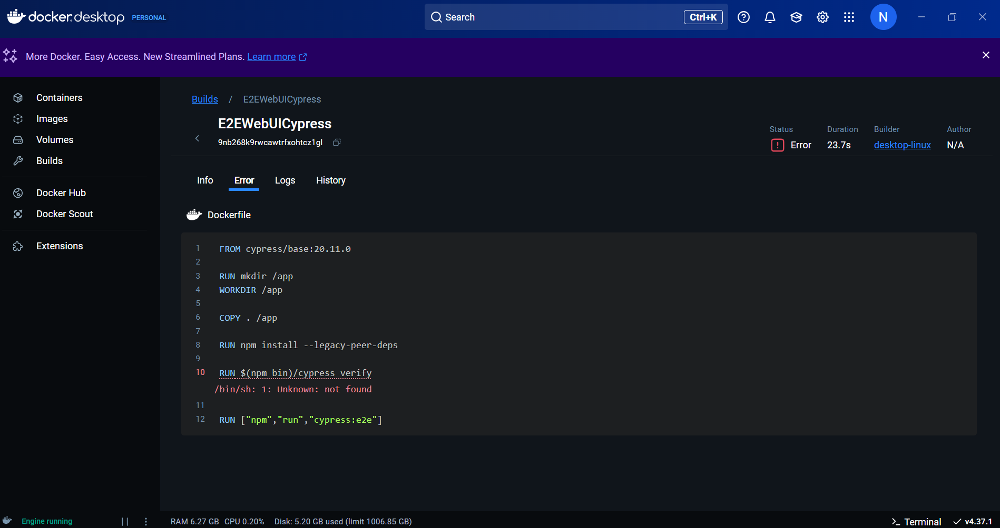 docker.desktop PERSONAL
Search
Ctrl+K
N
More Docker. Easy Access. New Streamlined Plans. Learn more
Containers
Images
Volumes
Builds
Docker Hub
Docker Scout
Extensions
Builds / E2EWebUICypress
E2EWebUICypress
9nb268k9rwcawtrfxohtcz1gl
Status Duration Builder Author
Error 23.7s desktop-linux N/A
Info Error Logs History
Dockerfile
1 FROM cypress/base:20.11.0
2
3 RUN mkdir /app
4 WORKDIR /app
5
6 COPY . /app
7
8 RUN npm install --legacy-peer-deps
9
10 RUN $(npm bin)/cypress verify
/bin/sh: 1: Unknown: not found
11
12 RUN ["npm","run","cypress:e2e"]
Engine running
RAM 6.27 GB CPU 0.20% Disk: 5.20 GB used (limit 1006.85 GB)
>_ Terminal
v4.37.1